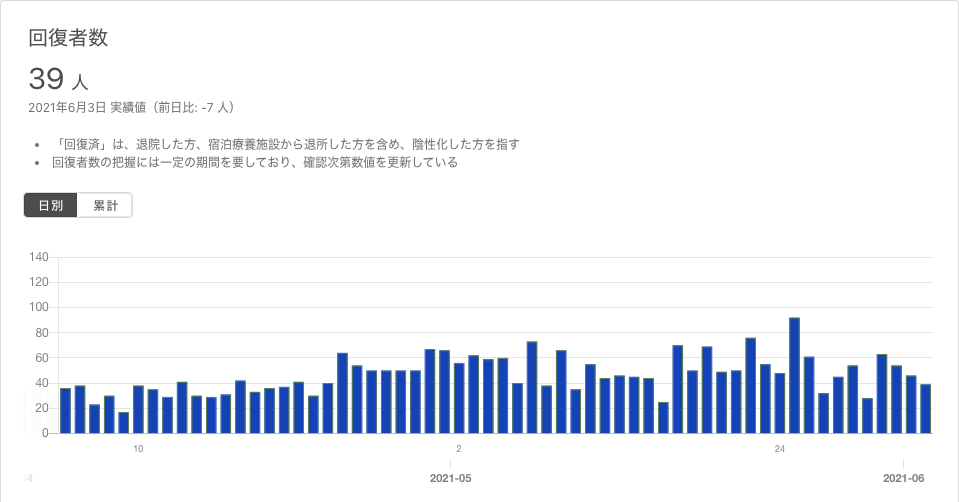 回復者数
39 人
2021年6月3日 実績値（前日比: -7 人）
• 「回復済」は、退院した方、宿泊療養施設から退所した方を含め、陰性化した方を指す
• 回復者数の把握には一定の期間を要しており、確認次第数値を更新している
日別 累計
140
120
100
80
60
40
20
0
10 2 24
2021-05 2021-06